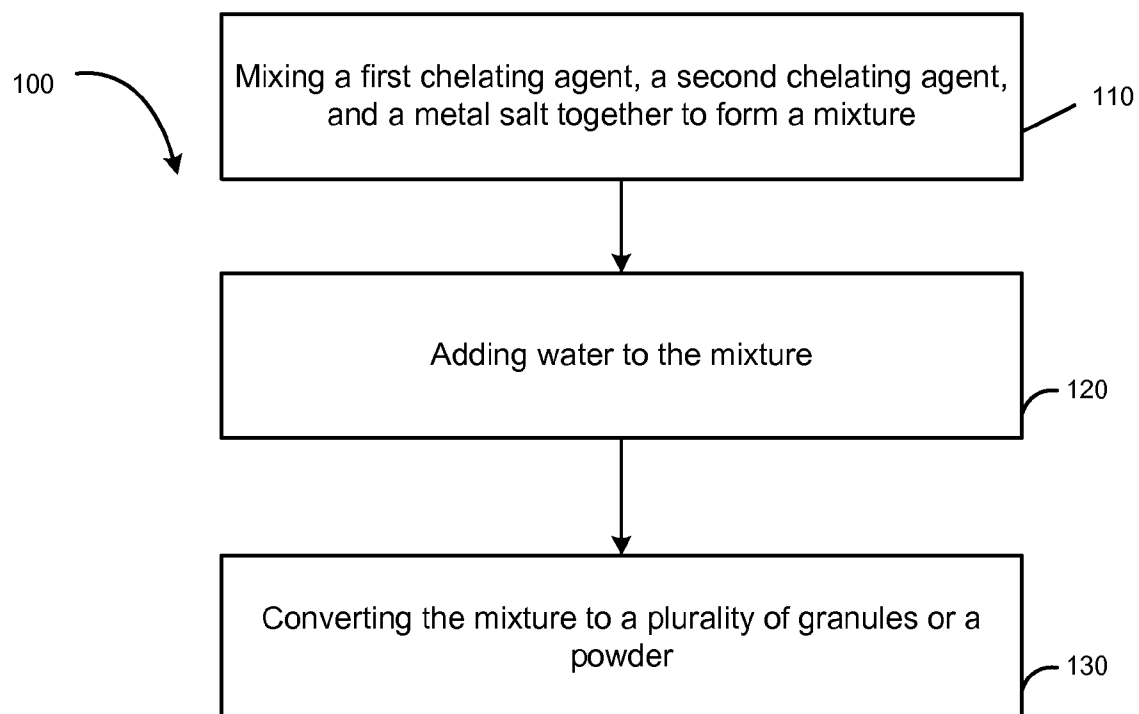 100
Mixing a first chelating agent, a second chelating agent,
and a metal salt together to form a mixture
110
Adding water to the mixture
120
Converting the mixture to a plurality of granules or a
powder
130